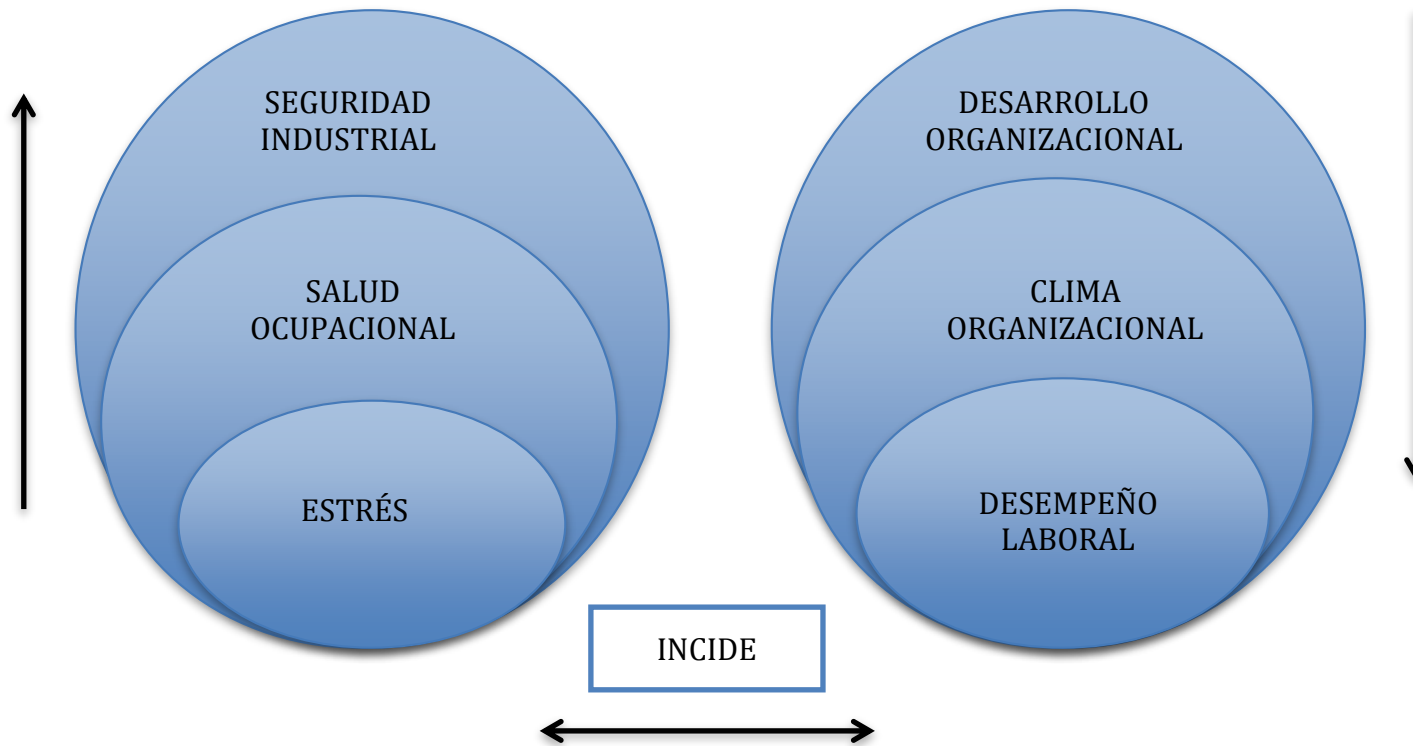 SEGURIDAD
INDUSTRIAL
SALUD
OCUPACIONAL
ESTRÉS
DESARROLLO
ORGANIZACIONAL
CLIMA
ORGANIZACIONAL
DESEMPEÑO
LABORAL
INCIDE